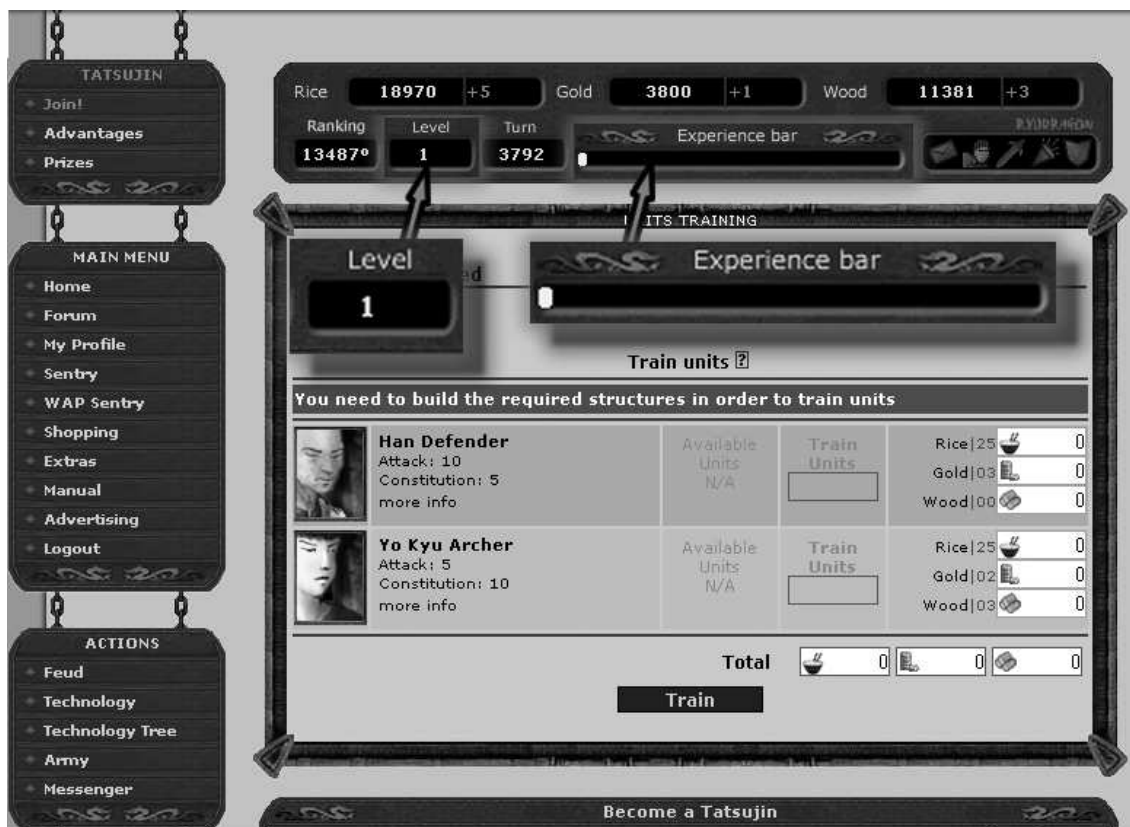 TATSUJIN
Join!
Advantages
Prizes
Rice 18970 +5 Gold 3800 +1 Wood 11381 +3
Ranking Level Turn Experience bar RYUDRAGON
13487º 1 3792
MAIN MENU
Home
Forum
My Profile
Sentry
WAP Sentry
Shopping
Extras
Manual
Advertising
Logout
ACTIONS
Feud
Technology
Technology Tree
Army
Messenger
ITS TRAINING
Level
1
Experience bar
Train units ?
You need to build the required structures in order to train units
Han Defender
Attack: 10
Constitution: 5
more info
Available
Units
N/A
Train
Units
Rice|25 0
Gold|03 0
Wood|00 0
Yo Kyu Archer
Attack: 5
Constitution: 10
more info
Available
Units
N/A
Train
Units
Rice|25 0
Gold|02 0
Wood|03 0
Total 0 0 0
Train
Become a Tatsujin